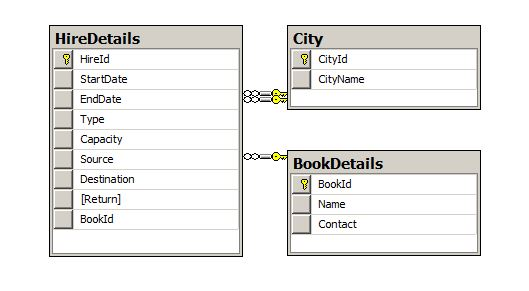 HireDetails
HireId
StartDate
EndDate
Type
Capacity
Source
Destination
[Return]
BookId
City
CityId
CityName
BookDetails
BookId
Name
Contact